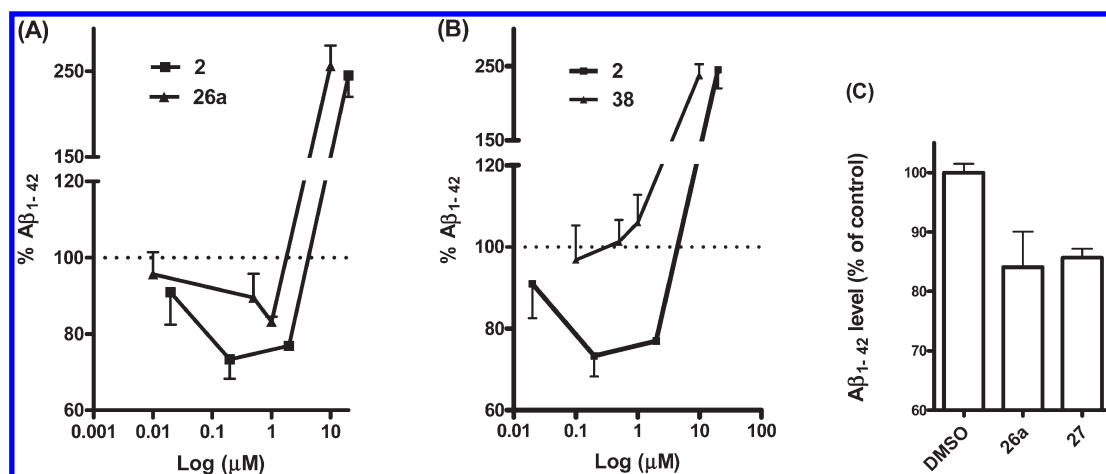 (A)
2
26a
250
150
120
100
80
60
% Aβ1-42
0.001 0.01 0.1 1 10
Log (μM)
(B)
2
38
250
150
120
100
80
60
% Aβ1-42
0.01 0.1 1 10 100
Log (μM)
(C)
100
90
80
70
60
Aβ1-42 level (% of control)
DMSO 26a 27